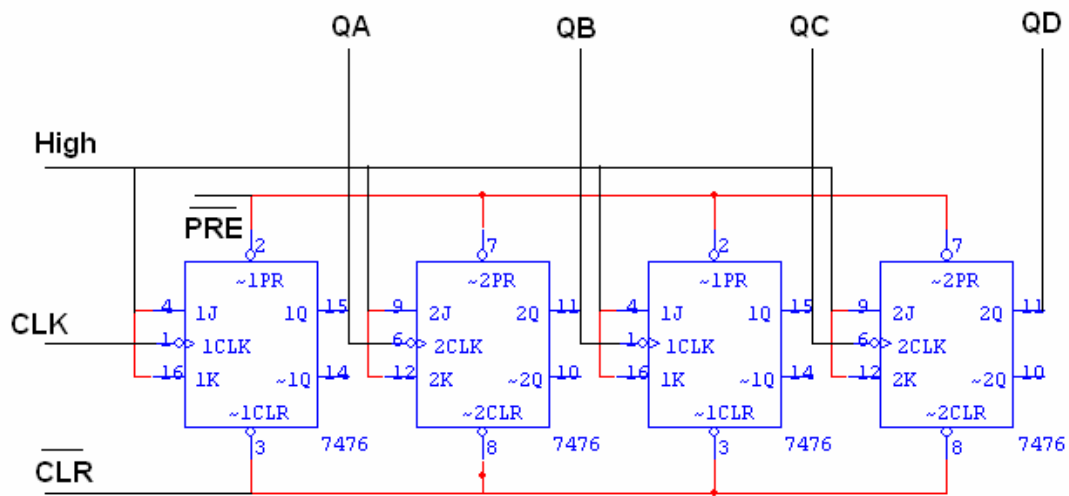 QA QB QC QD
High
PRE
2 7 2 7
~1PR ~2PR ~1PR ~2PR
4 1J 1Q 15 9 2J 2Q 11 4 1J 1Q 15 9 2J 2Q 11
CLK 1 1CLK 6 2CLK 1 1CLK 6 2CLK
16 1K ~1Q 14 12 2K ~2Q 10 16 1K ~1Q 14 12 2K ~2Q 10
~1CLR ~2CLR ~1CLR ~2CLR
3 7476 8 7476 3 7476 8 7476
CLR